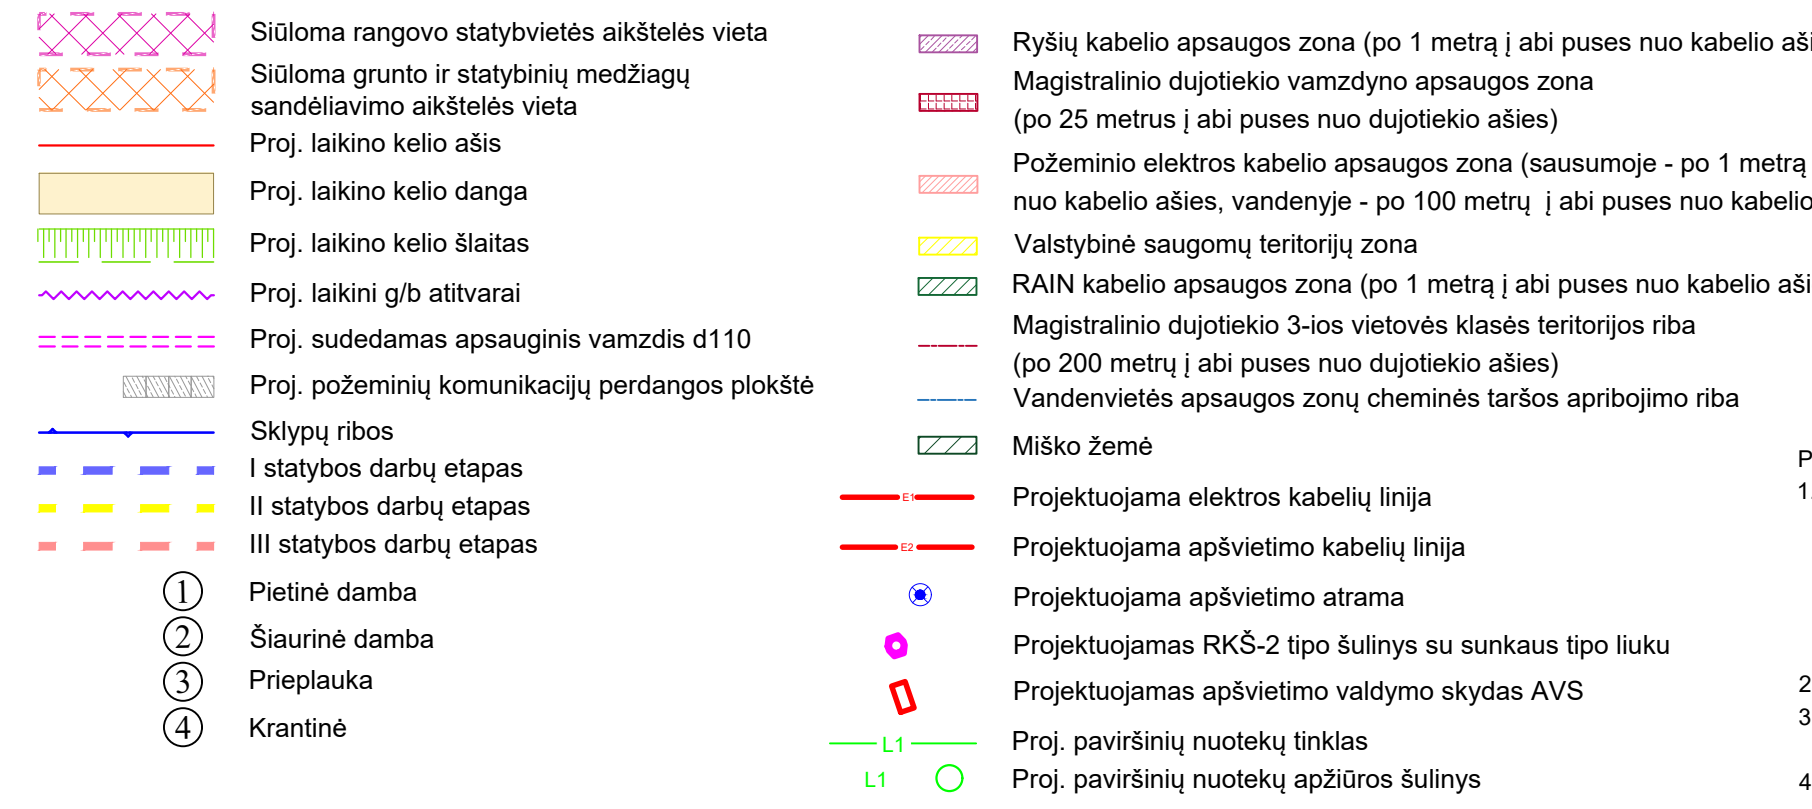 Siūloma rangovo statybvietės aikštelės vieta
Siūloma grunto ir statybinių medžiagų
sandėliavimo aikštelės vieta
Proj. laikino kelio ašis
Proj. laikino kelio danga
Proj. laikino kelio šlaitas
Proj. laikini g/b atitvarai
Proj. sudedamas apsauginis vamzdis d110
Proj. požeminių komunikacijų perdangos plokštė
Sklypų ribos
I statybos darbų etapas
II statybos darbų etapas
III statybos darbų etapas
1 Pietinė damba
2 Šiaurinė damba
3 Prieplauka
4 Krantinė
Ryšių kabelio apsaugos zona (po 1 metrą į abi puses nuo kabelio aši
Magistralinio dujotiekio vamzdyno apsaugos zona
(po 25 metrus į abi puses nuo dujotiekio ašies)
Požeminio elektros kabelio apsaugos zona (sausumoje - po 1 metrą
nuo kabelio ašies, vandenyje - po 100 metrų į abi puses nuo kabelio
Valstybinė saugomų teritorijų zona
RAIN kabelio apsaugos zona (po 1 metrą į abi puses nuo kabelio aši
Magistralinio dujotiekio 3-ios vietovės klasės teritorijos riba
(po 200 metrų į abi puses nuo dujotiekio ašies)
Vandenvietės apsaugos zonų cheminės taršos apribojimo riba
Miško žemė
E1 Projektuojama elektros kabelių linija
E2 Projektuojama apšvietimo kabelių linija
Projektuojama apšvietimo atrama
Projektuojamas RKŠ-2 tipo šulinys su sunkaus tipo liuku
Projektuojamas apšvietimo valdymo skydas AVS
L1 Proj. paviršinių nuotekų tinklas
L1 Proj. paviršinių nuotekų apžiūros šulinys
P
1.
2
3
4